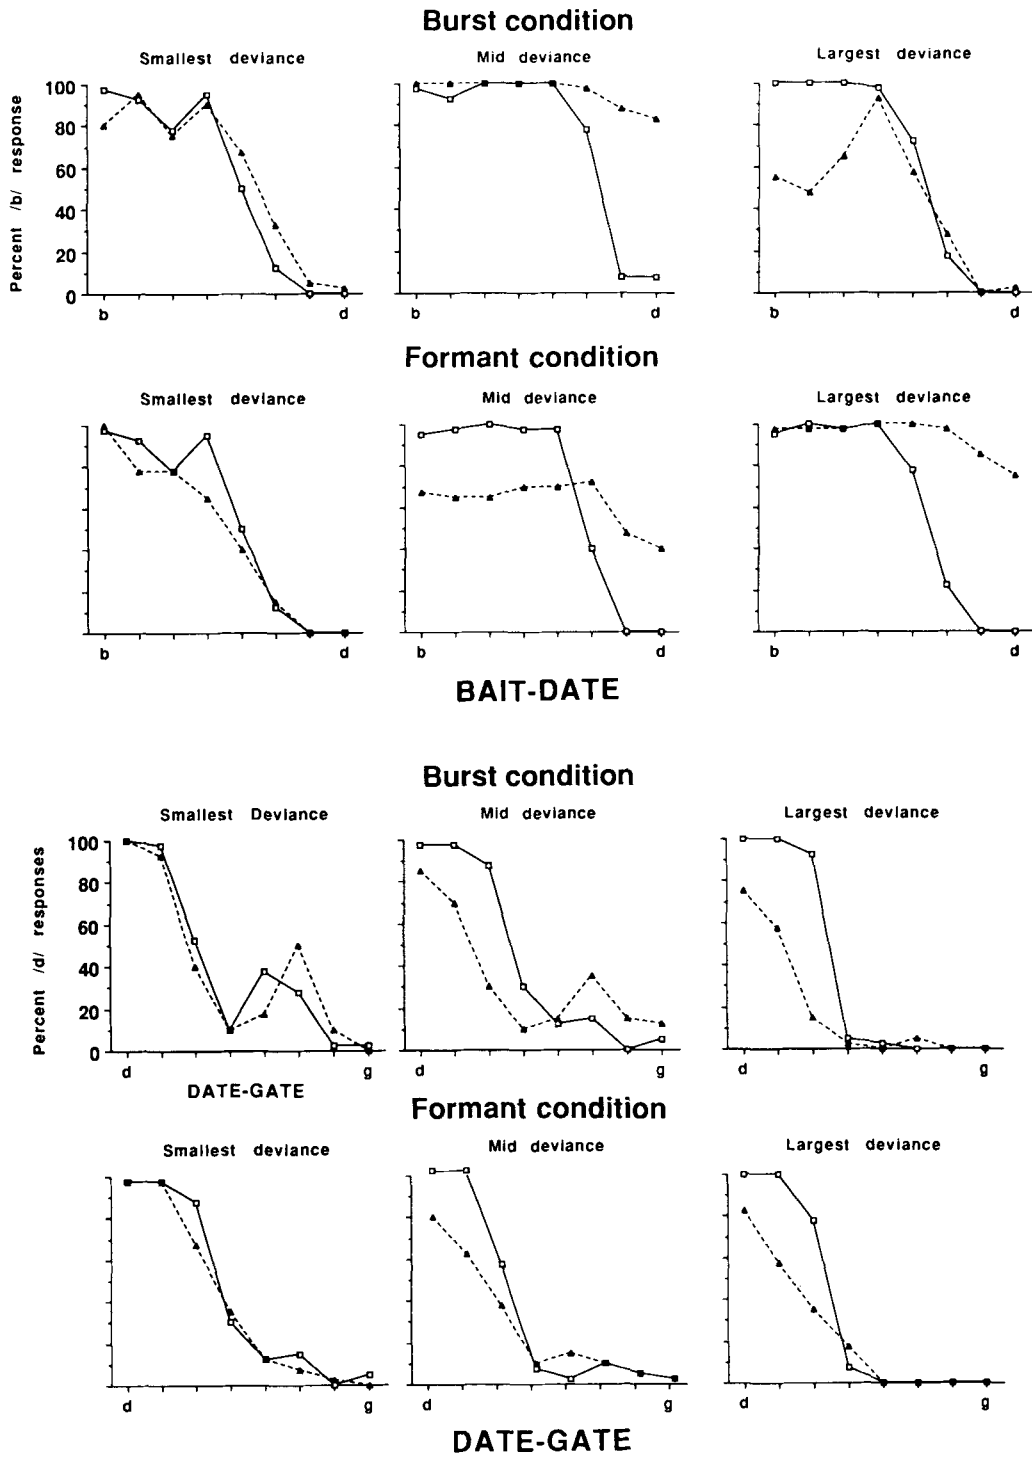 Burst condition
Smallest deviance
Mid deviance
Largest deviance
Percent /b/ response
100
80
60
40
20
0
b
d
b
d
b
d
Formant condition
Smallest deviance
Mid deviance
Largest deviance
b
d
b
d
b
d
BAIT-DATE
Burst condition
Smallest Deviance
Mid deviance
Largest deviance
Percent /d/ responses
100
80
60
40
20
0
d
d
g
d
g
DATE-GATE
Formant condition
Smallest deviance
Mid deviance
Largest deviance
d
g
d
g
d
g
DATE-GATE